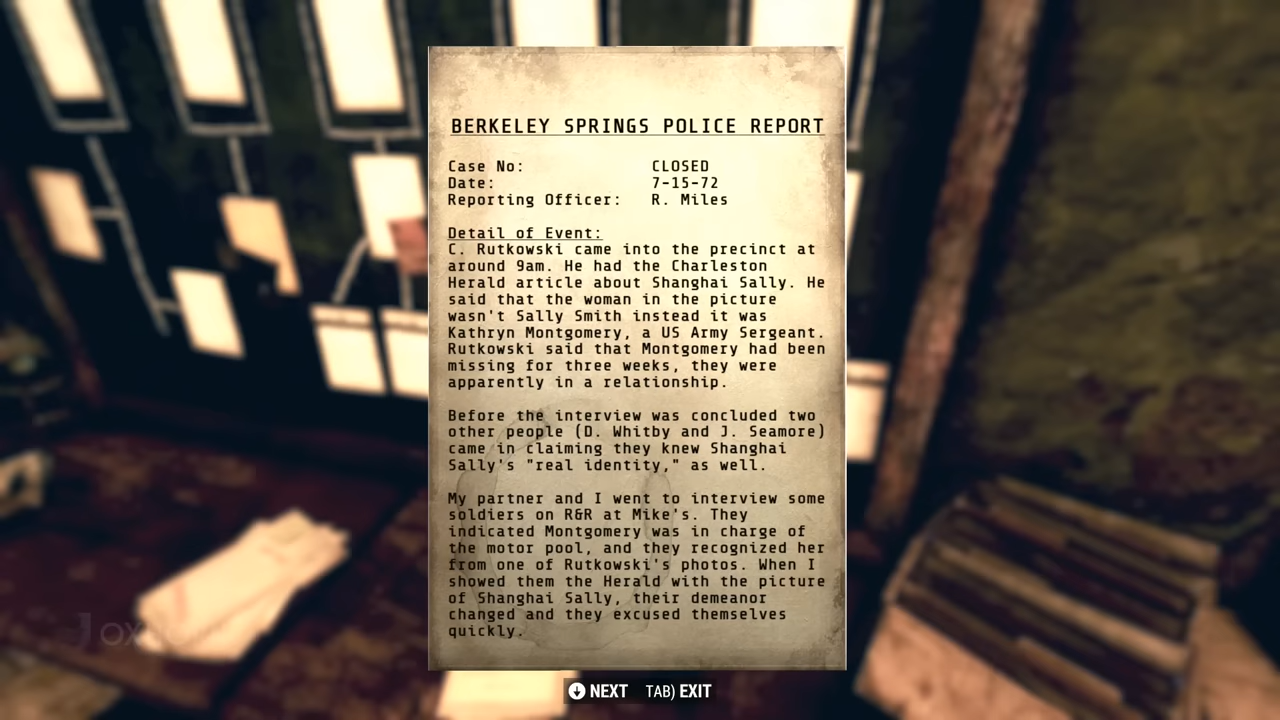 BERKELEY SPRINGS POLICE REPORT
Case No: CLOSED
Date: 7-15-72
Reporting Officer: R. Miles
Detail of Event:
C. Rutkowski came into the precinct at
around 9am. He had the Charleston
Herald article about Shanghai Sally. He
said that the woman in the picture
wasn't Sally Smith instead it was
Kathryn Montgomery, a US Army Sergeant.
Rutkowski said that Montgomery had been
missing for three weeks, they were
apparently in a relationship.
Before the interview was concluded two
other people (D. Whitby and J. Seamore)
came in claiming they knew Shanghai
Sally's "real identity," as well.
My partner and I went to interview some
soldiers on R&R at Mike's. They
indicated Montgomery was in charge of
the motor pool, and they recognized her
from one of Rutkowski's photos. When I
showed them the Herald with the picture
of Shanghai Sally, their demeanor
changed and they excused themselves
quickly.
NEXT TAB) EXIT